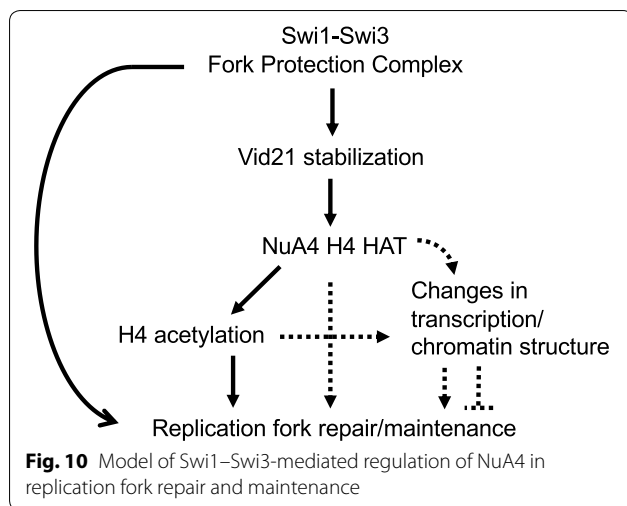 Swi1-Swi3
Fork Protection Complex
Vid21 stabilization
NuA4 H4 HAT
Changes in
transcription/
chromatin structure
H4 acetylation
Replication fork repair/maintenance
Fig. 10 Model of Swi1–Swi3-mediated regulation of NuA4 in
replication fork repair and maintenance